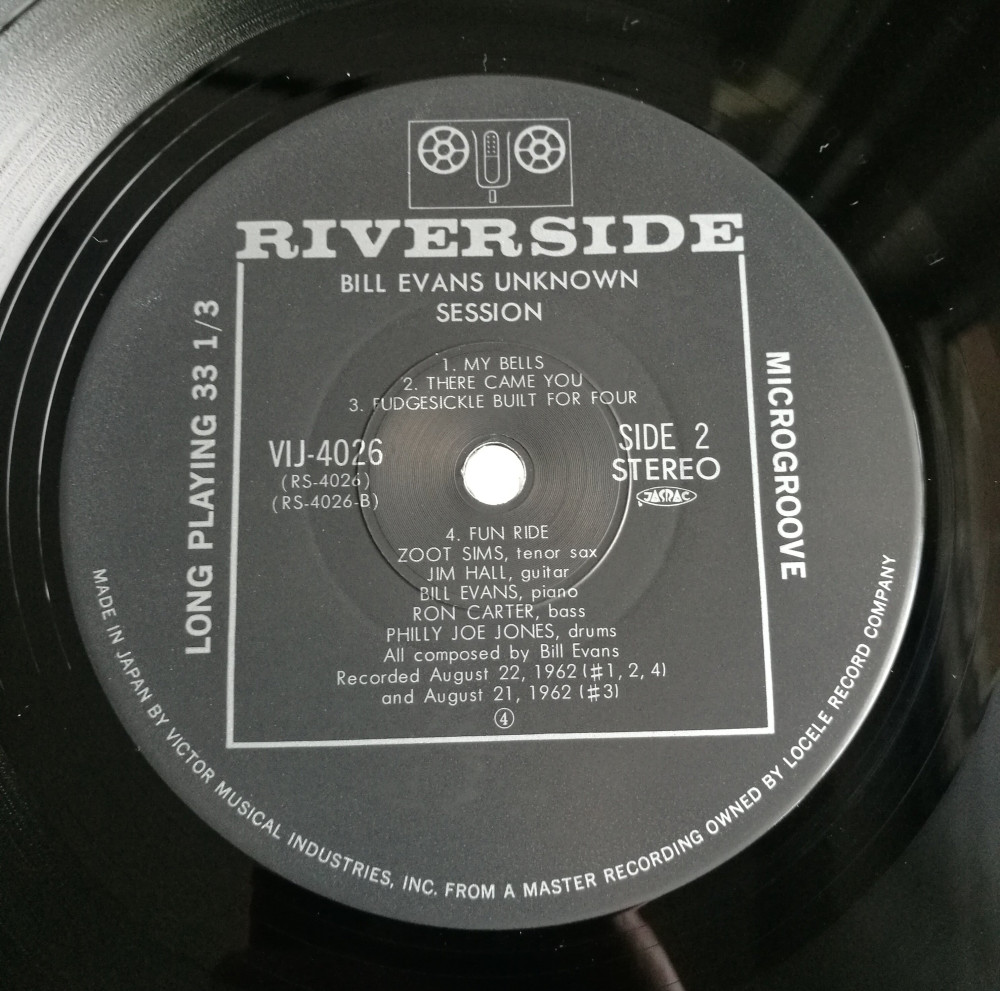 RIVERSIDE
BILL EVANS UNKNOWN
SESSION
1. MY BELLS
2. THERE CAME YOU
3. FUDGESICKLE BUILT FOR FOUR
VIJ-4026
(RS-4026)
(RS-4026-B)
SIDE 2
STEREO
JASRAC
4. FUN RIDE
ZOOT SIMS, tenor sax
JIM HALL, guitar
BILL EVANS, piano
RON CARTER, bass
PHILLY JOE JONES, drums
All composed by Bill Evans
Recorded August 22, 1962 (♯1, 2, 4)
and August 21, 1962 (♯3)
④
LONG PLAYING 33 1/3
MICROGROOVE
MADE IN JAPAN BY VICTOR MUSICAL INDUSTRIES, INC. FROM A MASTER RECORDING OWNED BY LOCELE RECORD COMPANY